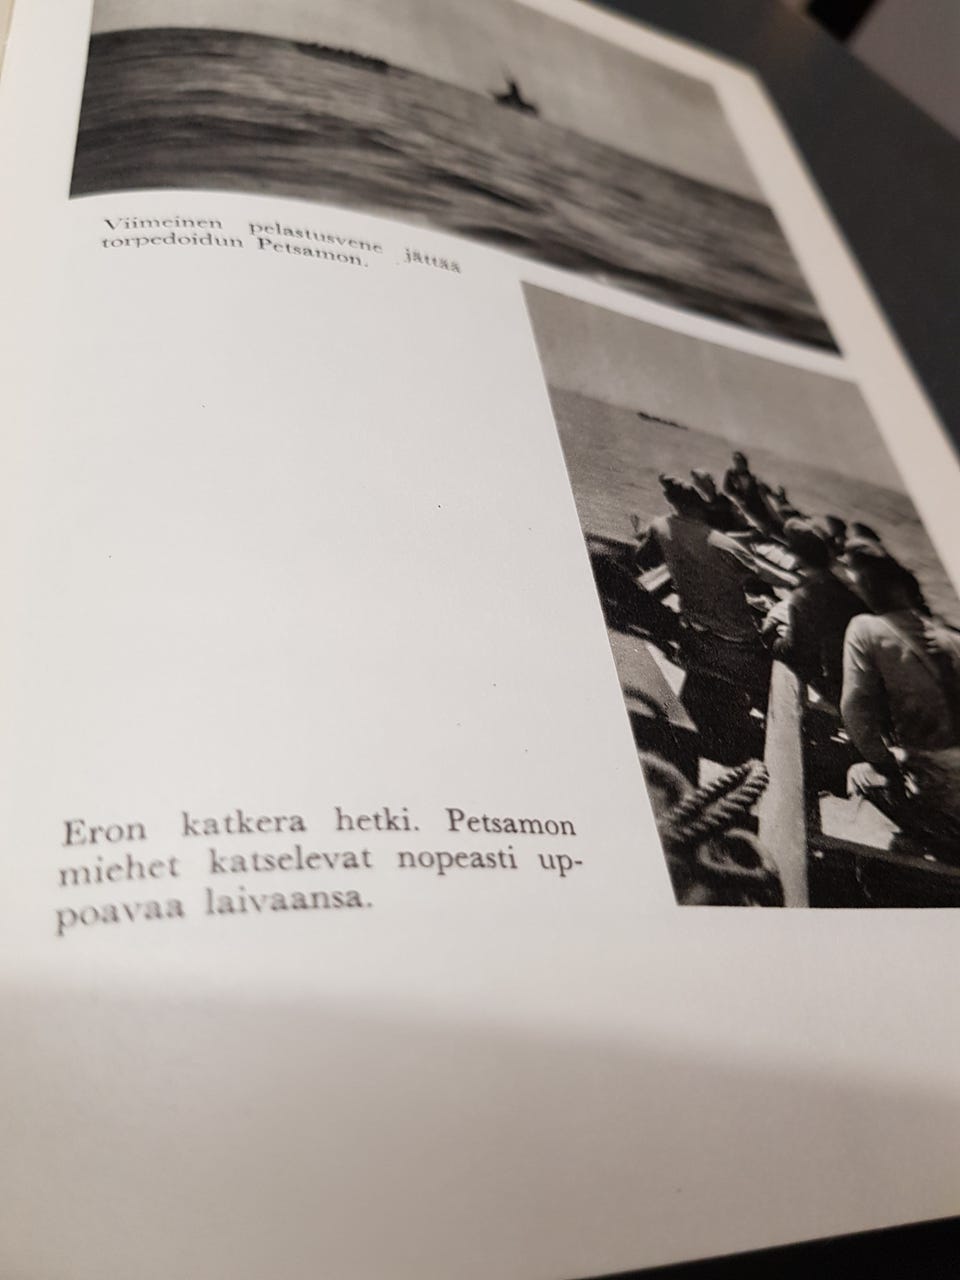 Viimeinen pelastusvene jättää
torpedoidun Petsamon.
Eron katkera hetki. Petsamon
miehet katselevat nopeasti up-
poavaa laivaansa.